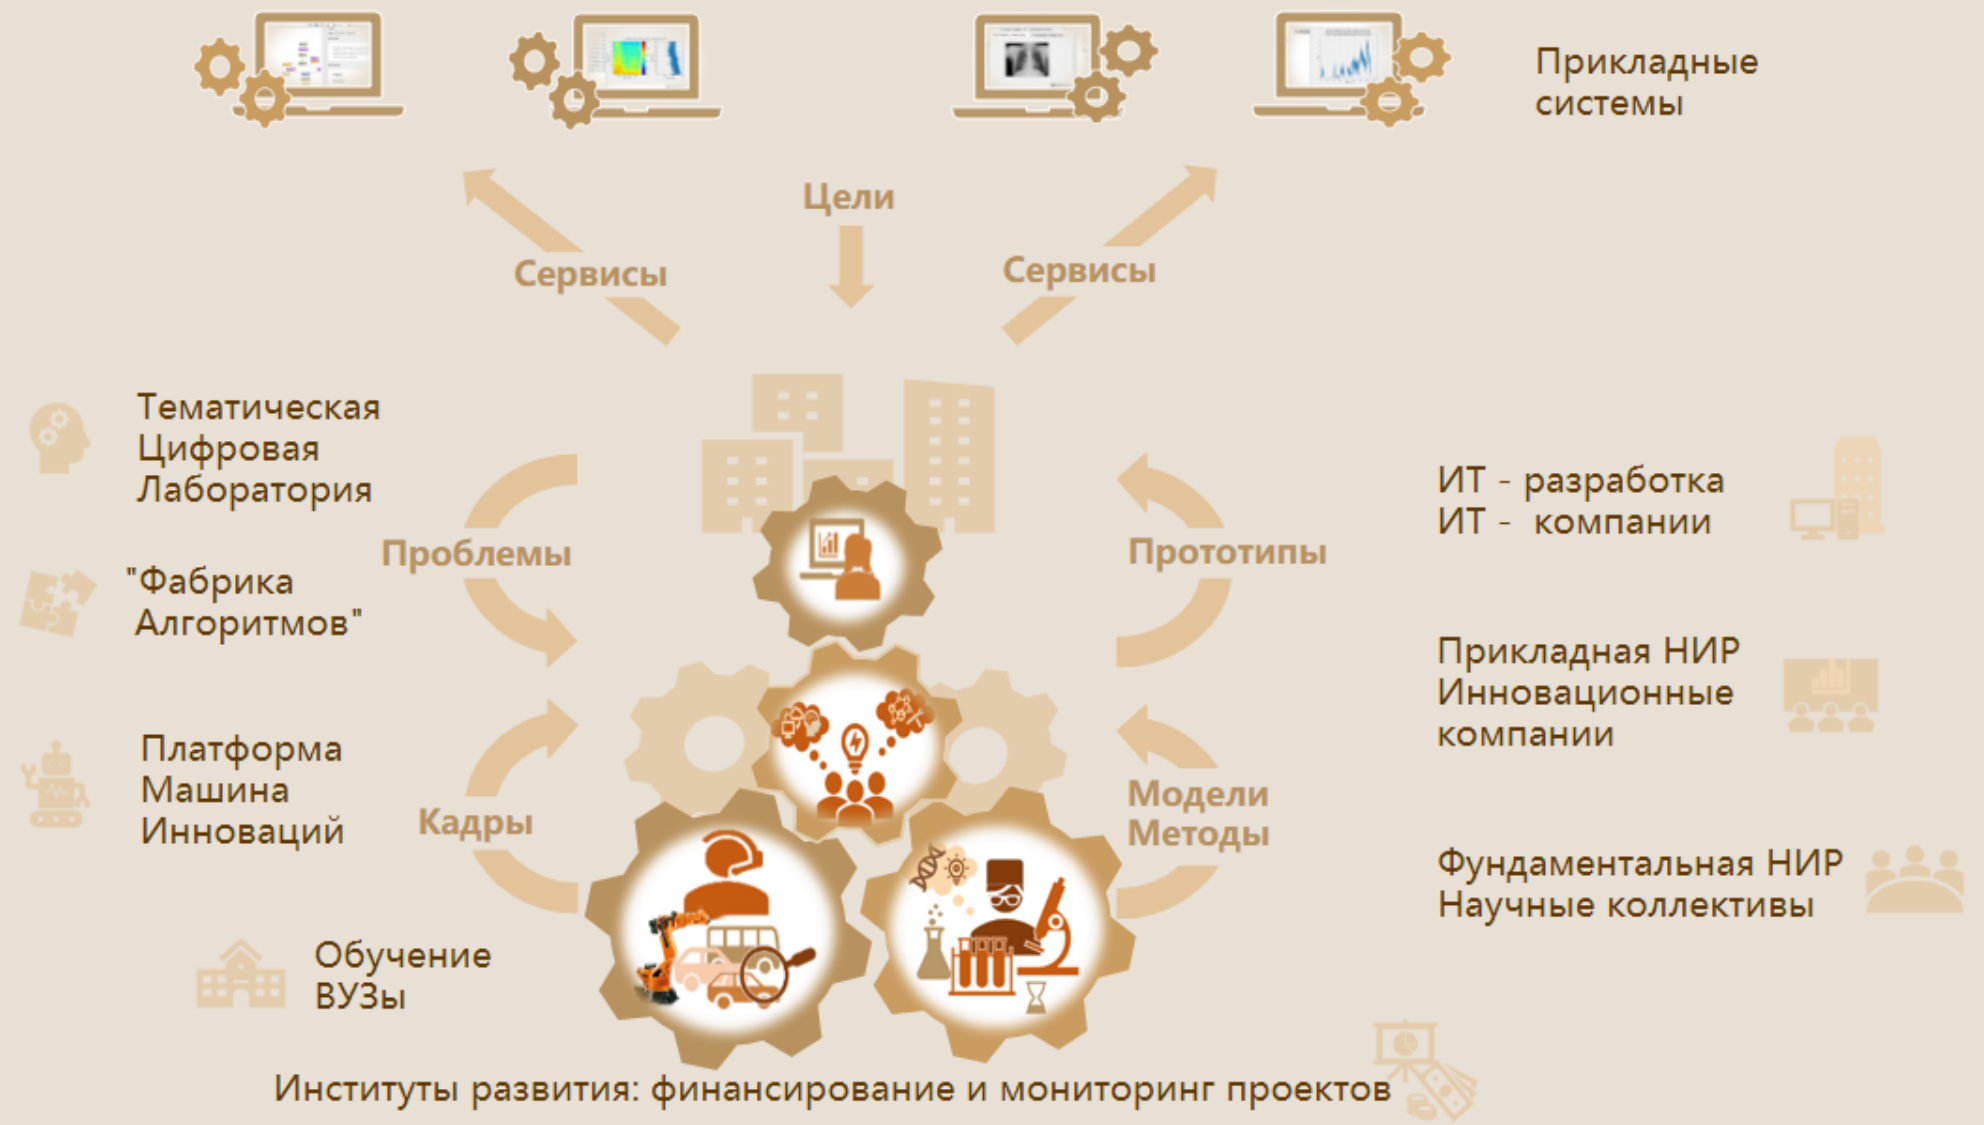 Прикладные
системы
Цели
Сервисы
Сервисы
Тематическая
Цифровая
Лаборатория
ИТ - разработка
ИТ - компании
Проблемы
Прототипы
"Фабрика
Алгоритмов"
Прикладная НИР
Инновационные
компании
Платформа
Машина
Инноваций
Кадры
Модели
Методы
Фундаментальная НИР
Научные коллективы
Обучение
ВУЗы
Институты развития: финансирование и мониторинг проектов